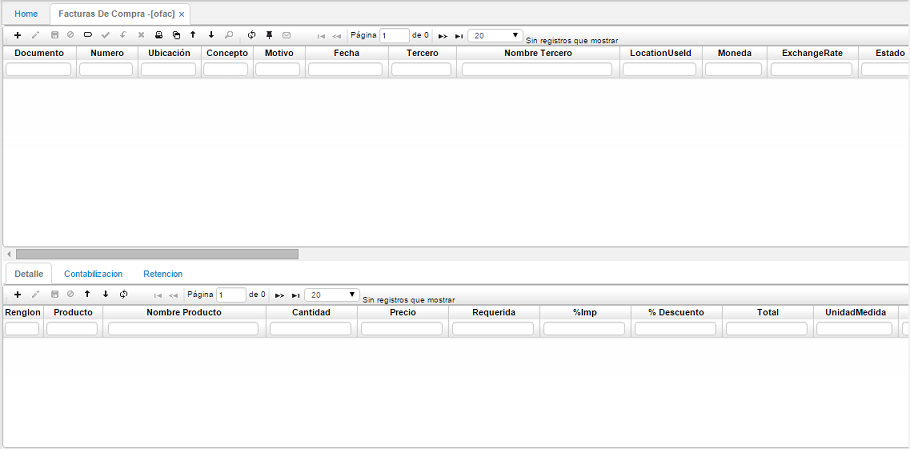 Home Facturas De Compra -[ofac] ×
Página 1 de 0 20 Sin registros que mostrar
Documento Numero Ubicación Concepto Motivo Fecha Tercero Nombre Tercero LocationUseId Moneda ExchangeRate Estado
Detalle Contabilizacion Retencion
Página 1 de 0 20 Sin registros que mostrar
Renglon Producto Nombre Producto Cantidad Precio Requerida %Imp % Descuento Total UnidadMedida